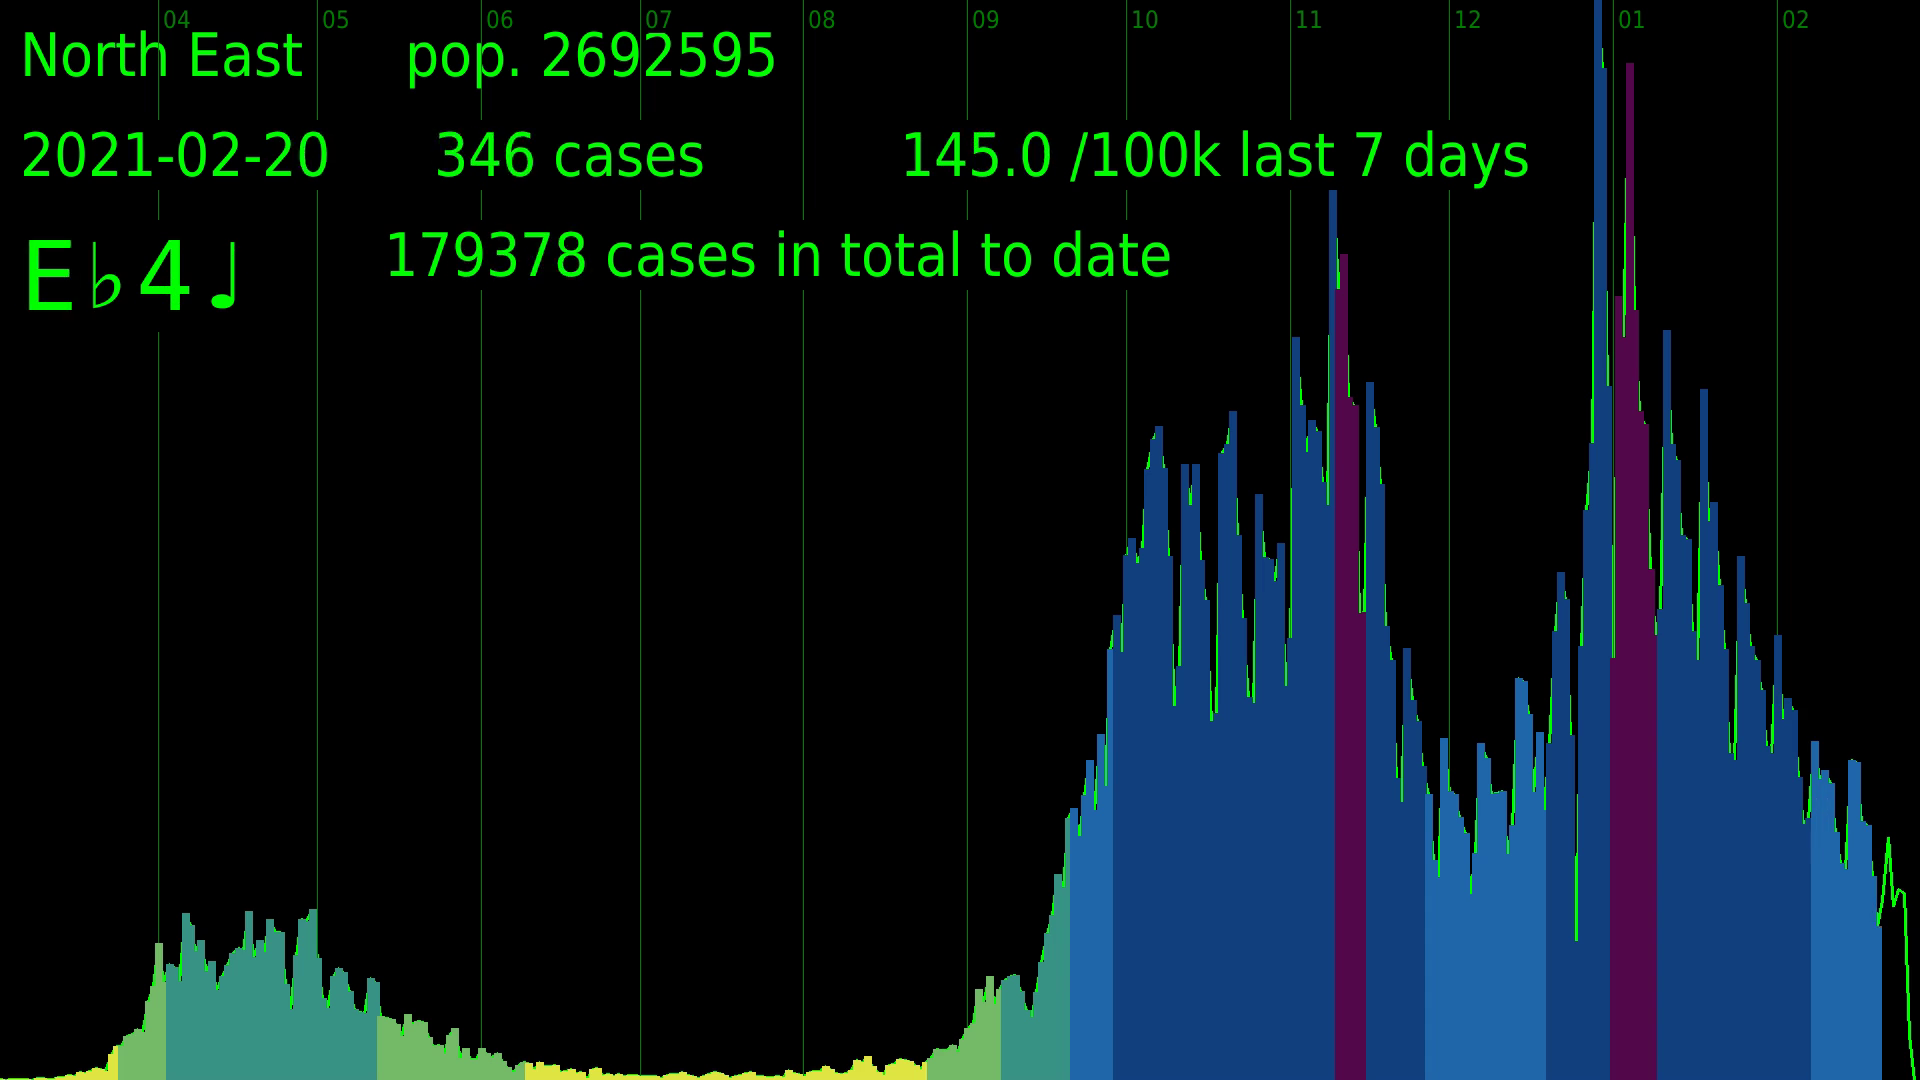 04 05 06 07 08 09 10 11 12 01 02
North East pop. 2692595
2021-02-20 346 cases 145.0 /100k last 7 days
E♭4♩ 179378 cases in total to date